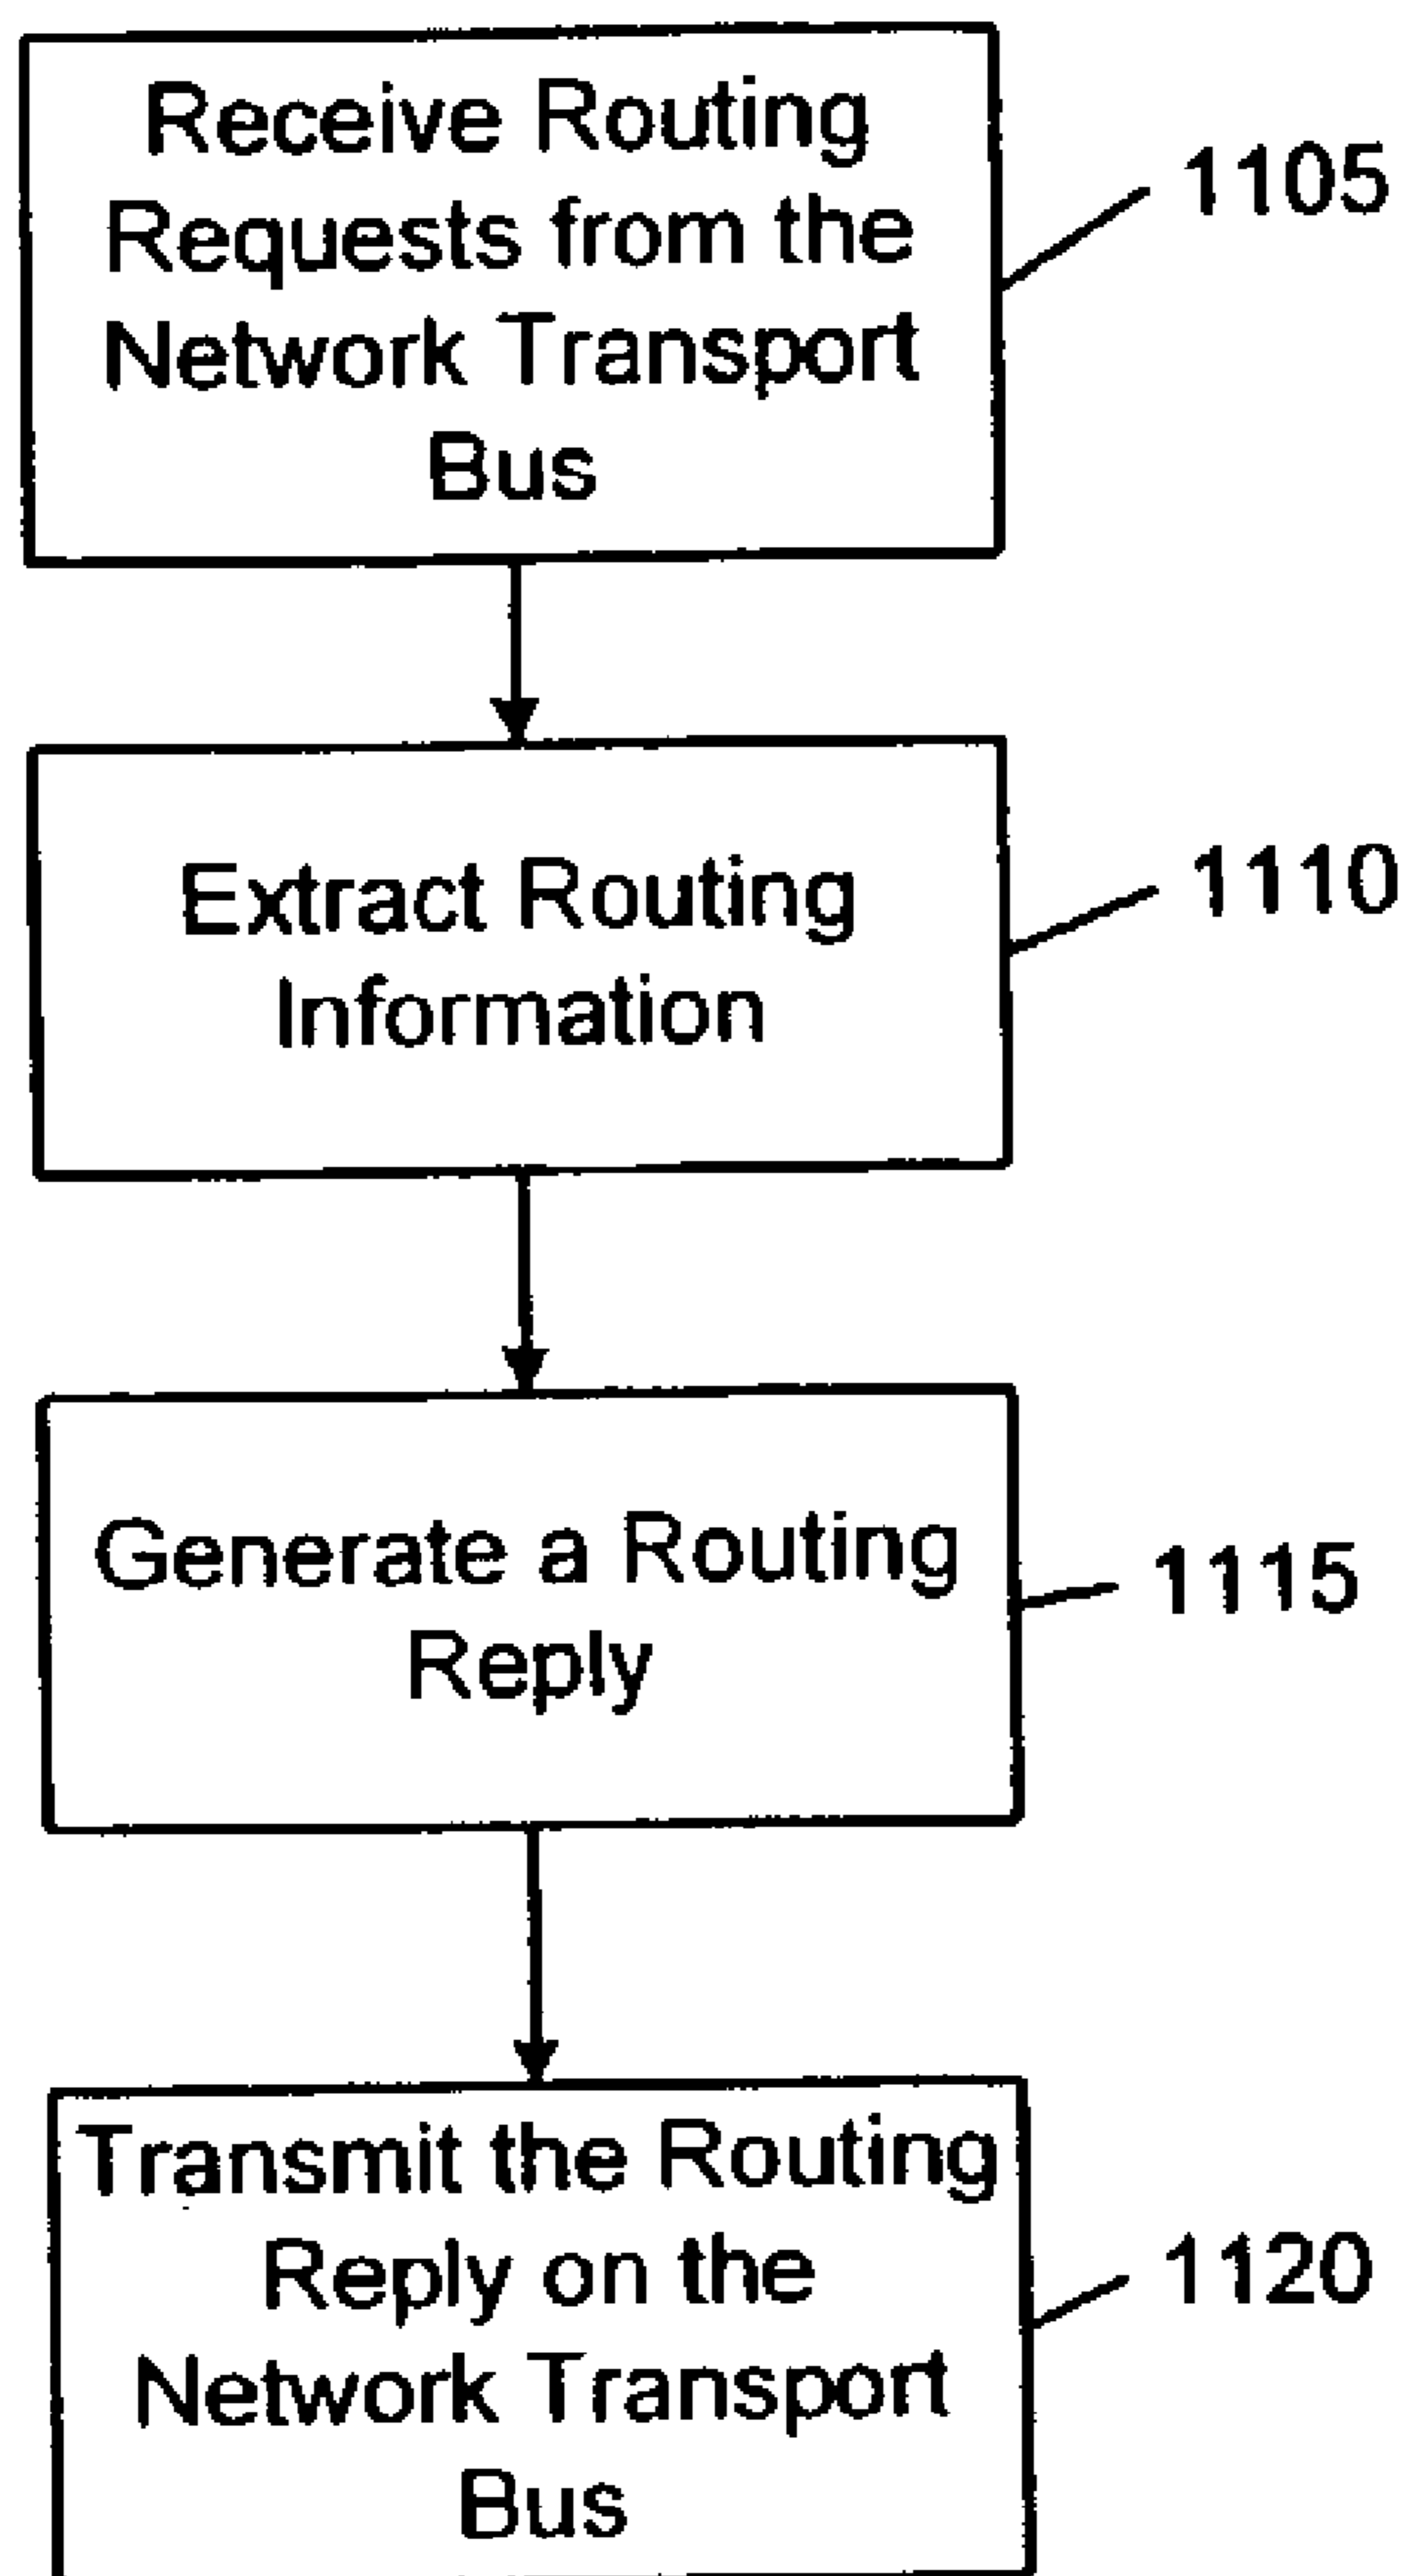 Receive Routing
Requests from the
Network Transport
Bus
1105
Extract Routing
Information
1110
Generate a Routing
Reply
1115
Transmit the Routing
Reply on the
Network Transport
Bus
1120